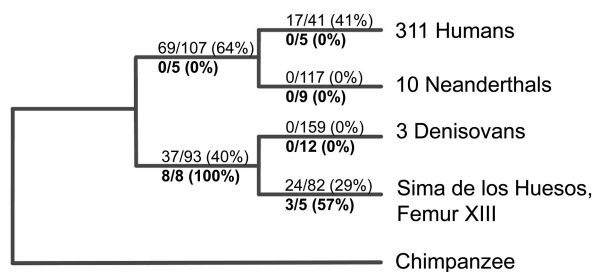 17/41 (41%)
0/5 (0%)
311 Humans
69/107 (64%)
0/5 (0%)
0/117 (0%)
0/9 (0%)
10 Neanderthals
0/159 (0%)
0/12 (0%)
3 Denisovans
37/93 (40%)
8/8 (100%)
24/82 (29%)
3/5 (57%)
Sima de los Huesos,
Femur XIII
Chimpanzee